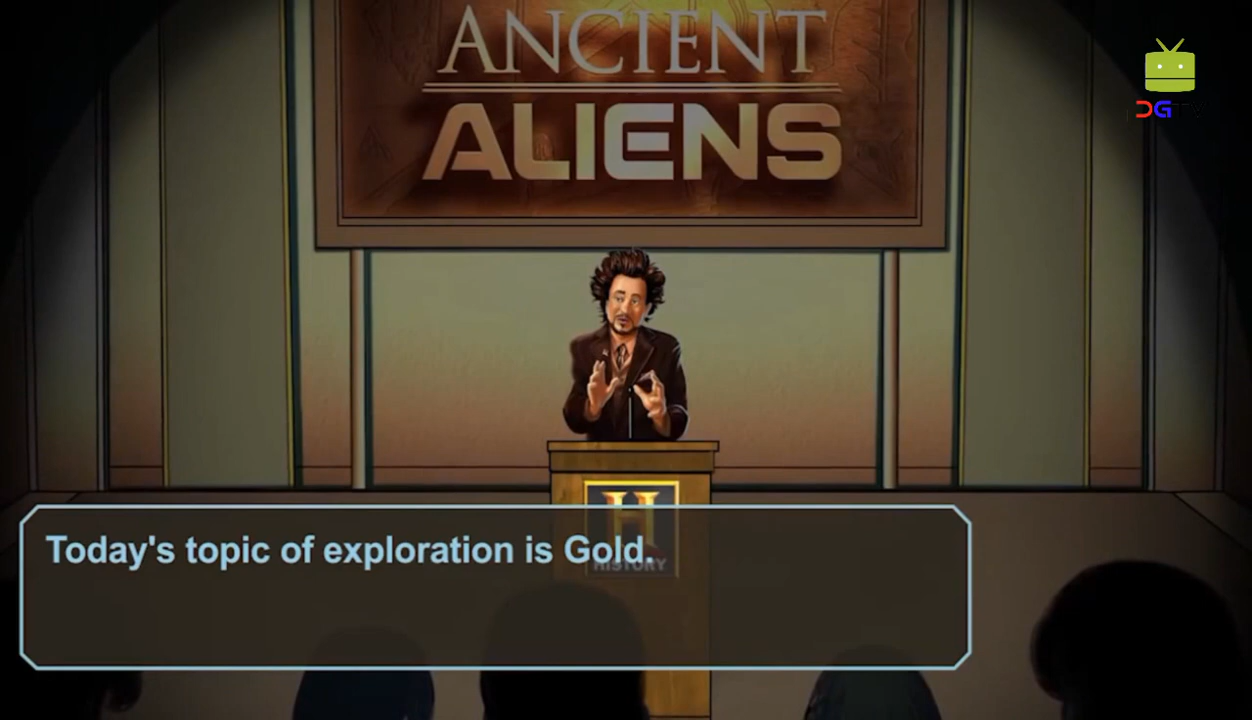 ANCIENT
ALIENS
DGTV
H
HISTORY
Today's topic of exploration is Gold.